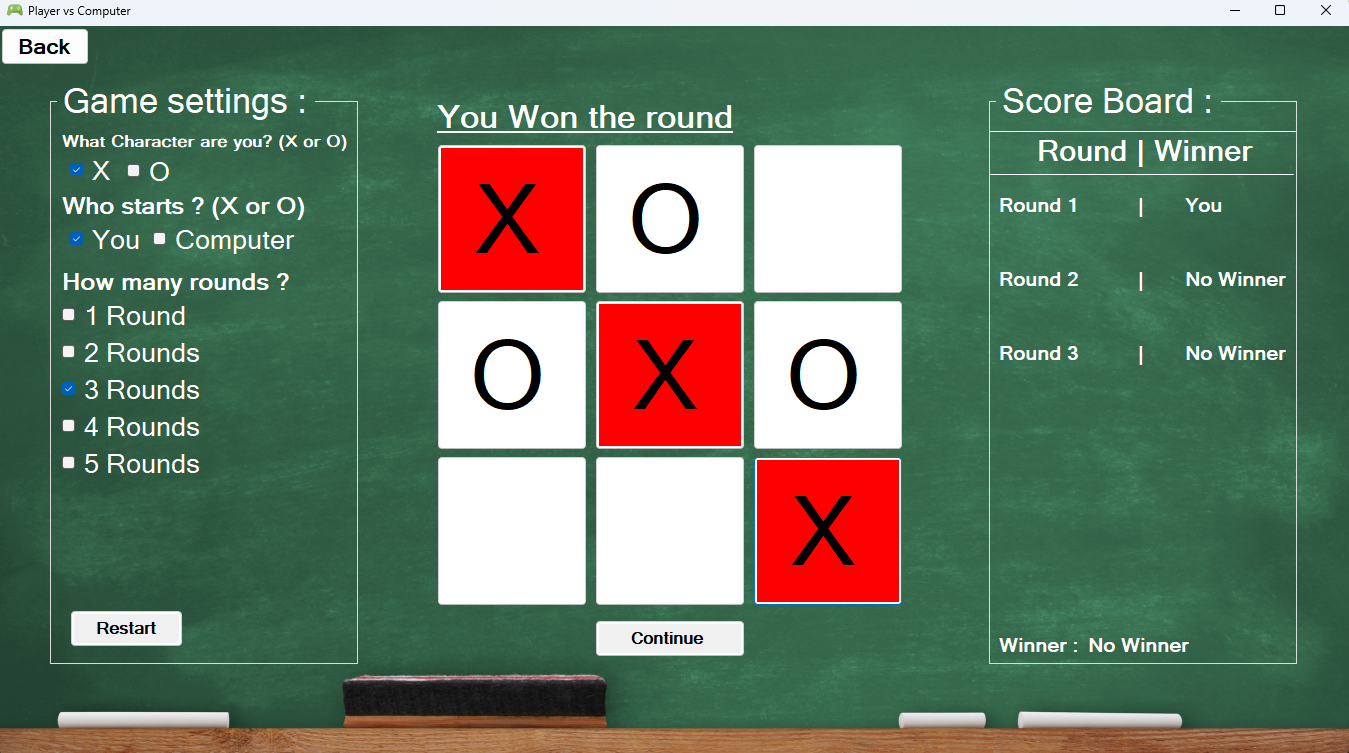 Player vs Computer
Back
Game settings :
What Character are you? (X or O)
X O
Who starts ? (X or O)
You Computer
How many rounds ?
1 Round
2 Rounds
3 Rounds
4 Rounds
5 Rounds
Restart
You Won the round
X O
O X O
X
Continue
Score Board :
Round | Winner
Round 1 | You
Round 2 | No Winner
Round 3 | No Winner
Winner : No Winner